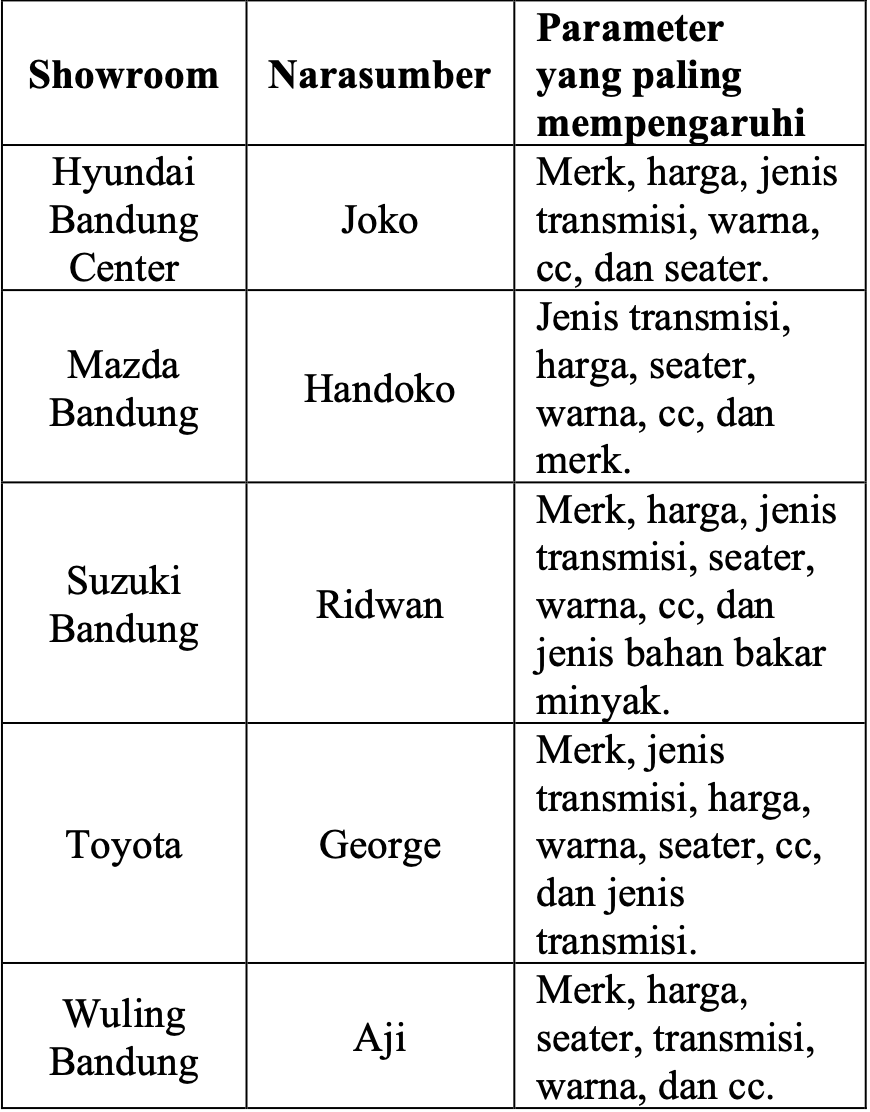 Showroom
Narasumber
Parameter
yang paling
mempengaruhi
Hyundai
Bandung
Center
Joko
Merk, harga, jenis
transmisi, warna,
cc, dan seater.
Mazda
Bandung
Handoko
Jenis transmisi,
harga, seater,
warna, cc, dan
merk.
Suzuki
Bandung
Ridwan
Merk, harga, jenis
transmisi, seater,
warna, cc, dan
jenis bahan bakar
minyak.
Toyota
George
Merk, jenis
transmisi, harga,
warna, seater, cc,
dan jenis
transmisi.
Wuling
Bandung
Aji
Merk, harga,
seater, transmisi,
warna, dan cc.